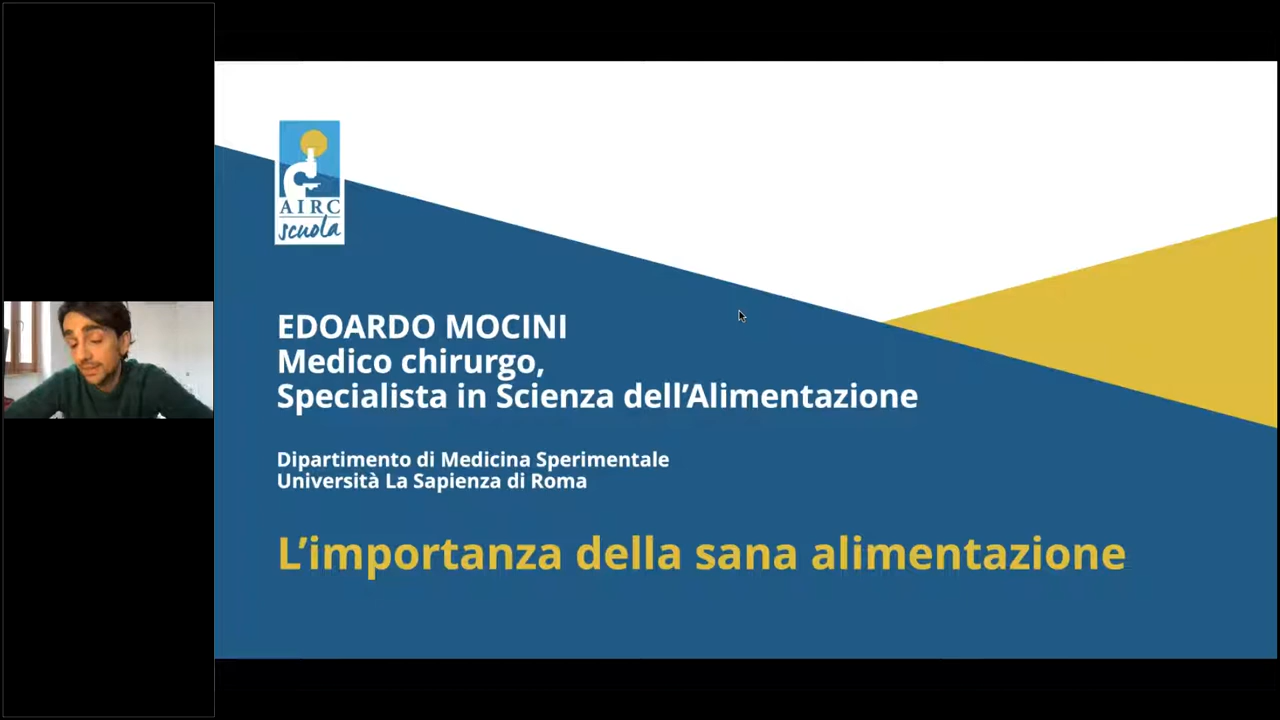 AIRC
scuola
EDOARDO MOCINI
Medico chirurgo,
Specialista in Scienza dell’Alimentazione
Dipartimento di Medicina Sperimentale
Università La Sapienza di Roma
L’importanza della sana alimentazione